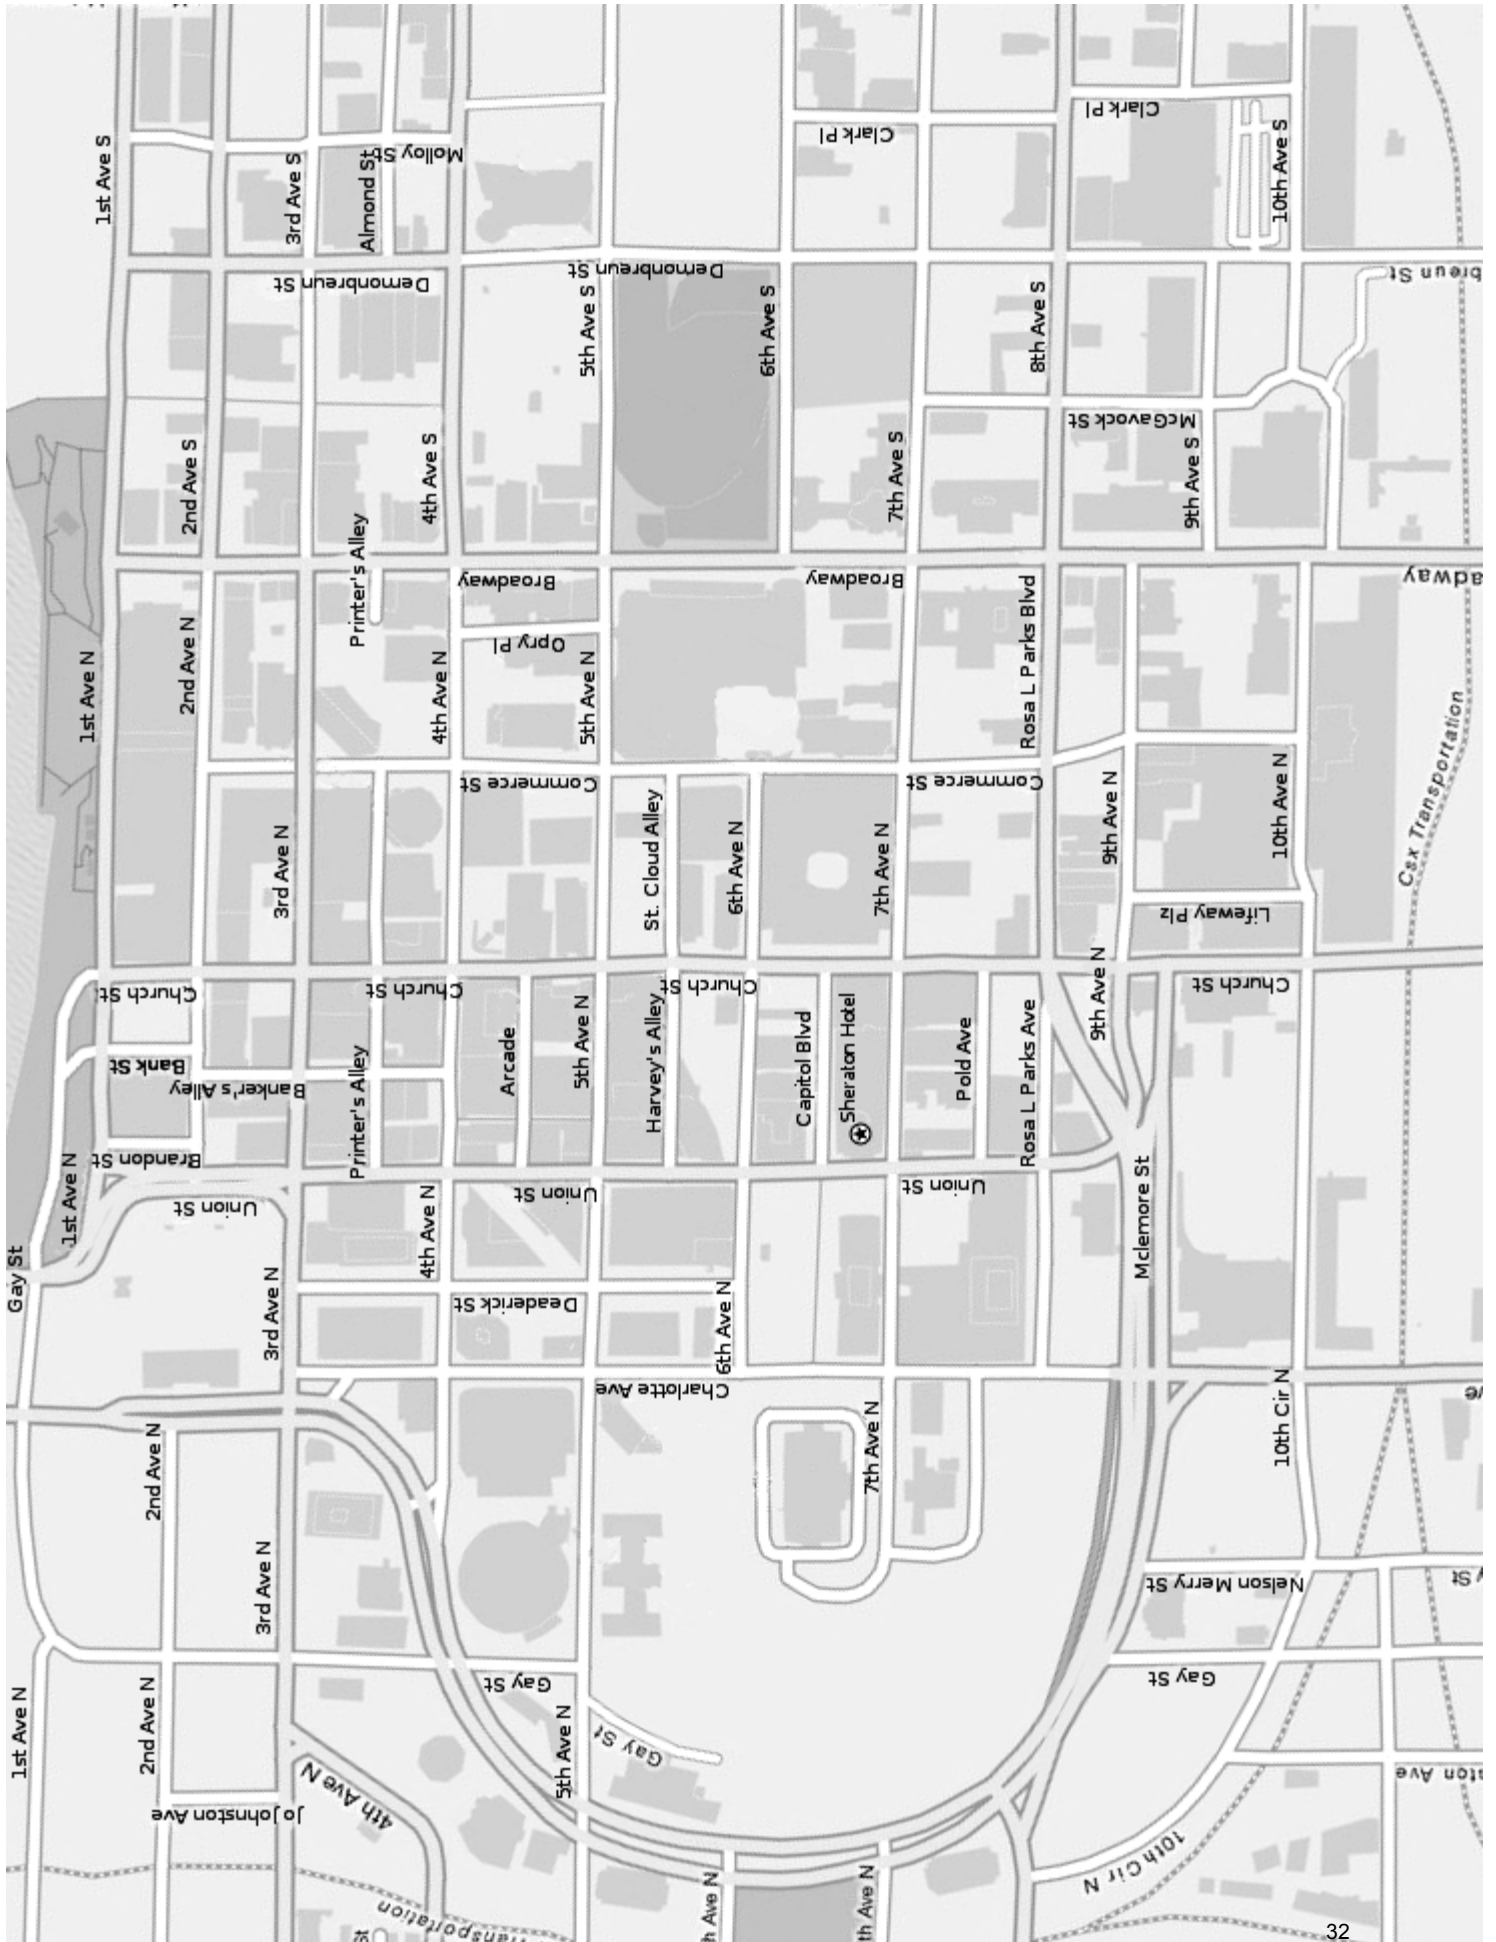 1st Ave S
3rd Ave S
Almond St
Molloy St
Clark Pl
Clark Pl
10th Ave S
Demonbreun St
Demonbreun St
breun St
5th Ave S
6th Ave S
8th Ave S
McGavock St
2nd Ave S
4th Ave S
7th Ave S
9th Ave S
Printer's Alley
Broadway
Broadway
adway
Opry Pl
1st Ave N
2nd Ave N
4th Ave N
5th Ave N
Rosa L Parks Blvd
Commerce St
Commerce St
3rd Ave N
St. Cloud Alley
6th Ave N
7th Ave N
9th Ave N
10th Ave N
Csx Transportation
Lifeway Plz
Church St
Church St
Church St
Church St
Bank St
Banker's Alley
Printer's Alley
Arcade
5th Ave N
Harvey's Alley
Capitol Blvd
Sheraton Hotel
Pold Ave
Rosa L Parks Ave
9th Ave N
Brandon St
1st Ave N
Union St
Union St
Union St
Mclemore St
Gay St
3rd Ave N
4th Ave N
Deaderick St
6th Ave N
Charlotte Ave
2nd Ave N
7th Ave N
10th Cir N
3rd Ave N
Nelson Merry St
Gay St
Gay St
Gay St
1st Ave N
2nd Ave N
5th Ave N
4th Ave N
Jo Johnston Ave
ston Ave
10th Cir N
h Ave N
th Ave N
Transportation
32